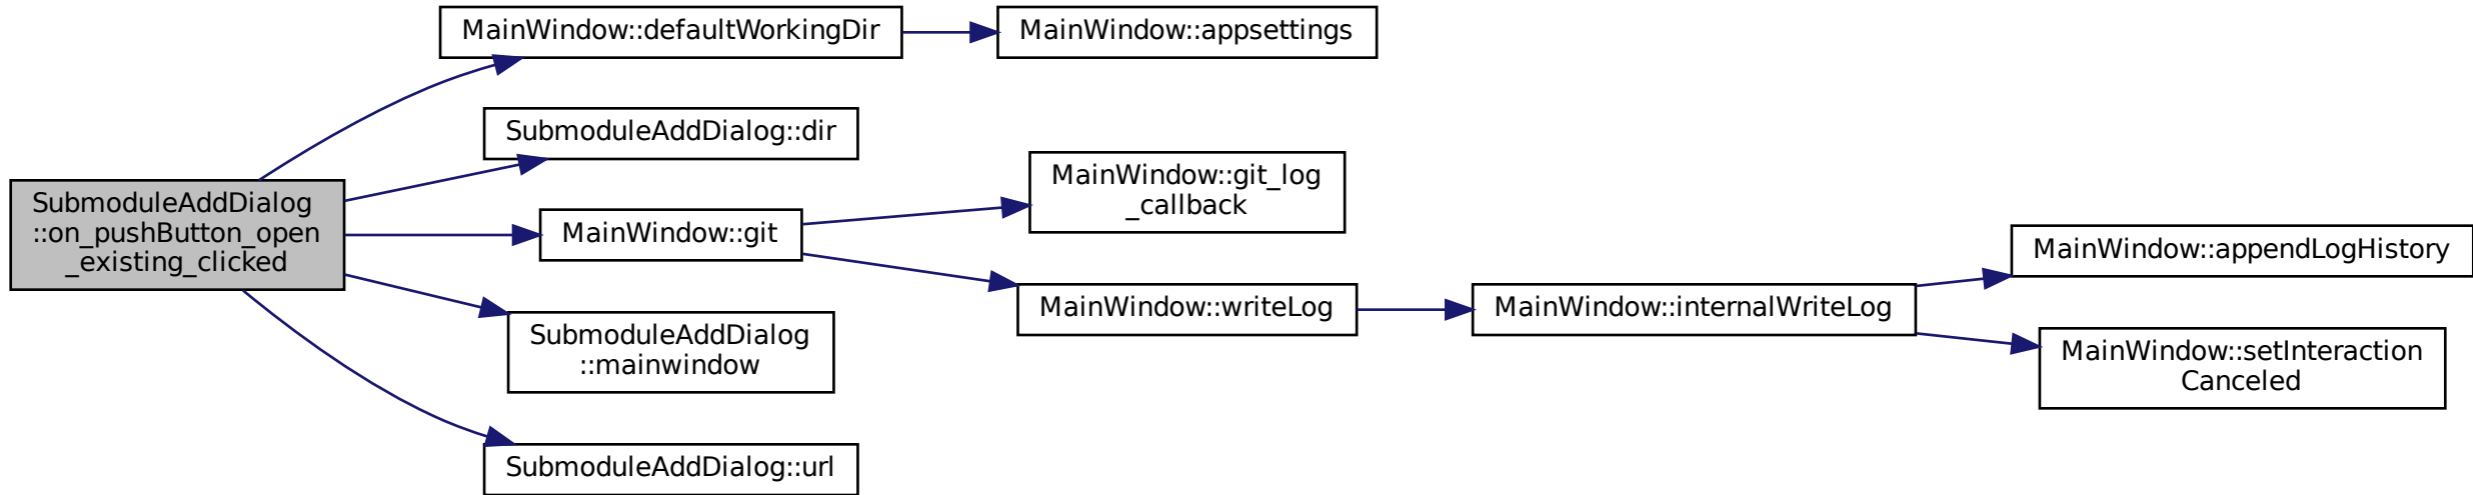 MainWindow::defaultWorkingDir
MainWindow::appsettings
SubmoduleAddDialog::dir
MainWindow::git_log
_callback
SubmoduleAddDialog
::on_pushButton_open
_existing_clicked
MainWindow::git
MainWindow::appendLogHistory
MainWindow::writeLog
MainWindow::internalWriteLog
SubmoduleAddDialog
::mainwindow
MainWindow::setInteraction
Canceled
SubmoduleAddDialog::url